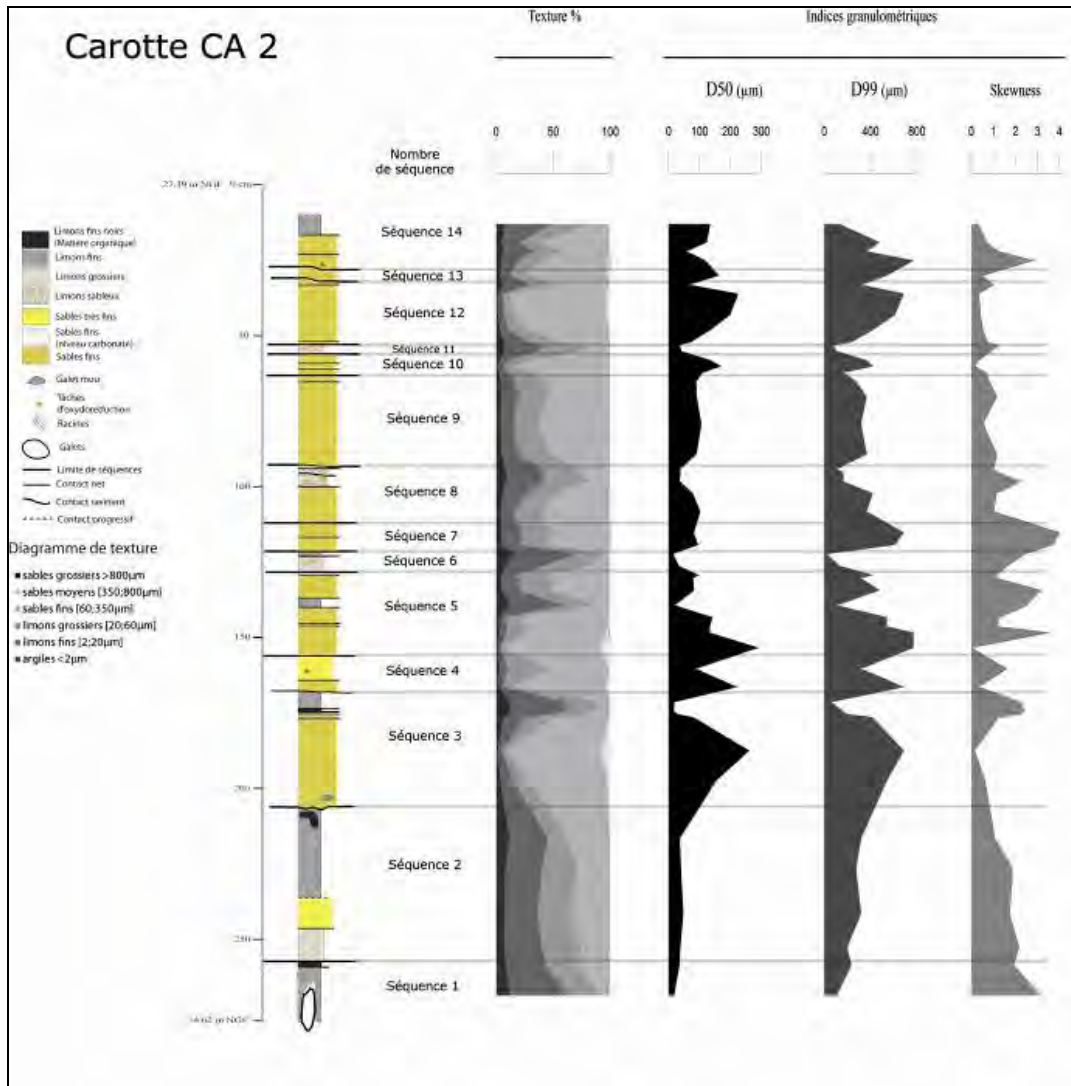 Carotte CA 2
Texture %
Indices granulométriques
D50 (µm)
D99 (µm)
Skewness
0 50 100
0 100 200 300
0 400 800
0 1 2 3 4
Nombre
de séquence
0 cm
50
100
150
200
250
Limons fins noirs
(Matière organique)
Limons fins
Limons grossiers
Limons sableux
Sables très fins
Sables fins
(niveau carbonaté)
Sables fins
Galet mou
Tâches
d'oxydoreduction
Racines
Galets
Limite de séquences
Contact net
Contact ravinant
Contact progressif
Diagramme de texture
sables grossiers >800µm
sables moyens [350;800µm]
sables fins [60;350µm]
limons grossiers [20;60µm]
limons fins [2;20µm]
argiles <2µm
Séquence 14
Séquence 13
Séquence 12
Séquence 11
Séquence 10
Séquence 9
Séquence 8
Séquence 7
Séquence 6
Séquence 5
Séquence 4
Séquence 3
Séquence 2
Séquence 1